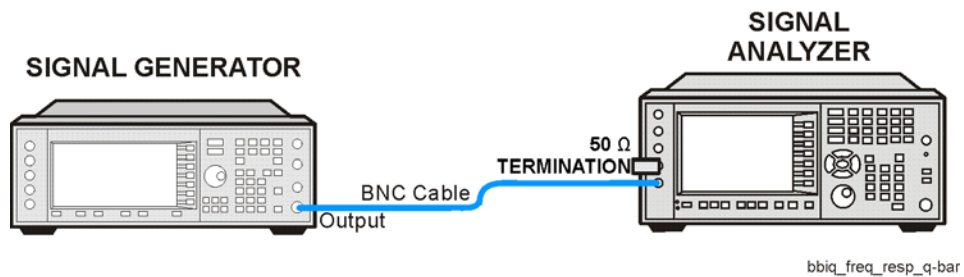 SIGNAL
ANALYZER
SIGNAL GENERATOR
50 Ω
TERMINATION
BNC Cable
Output
bbiq_freq_resp_q-bar